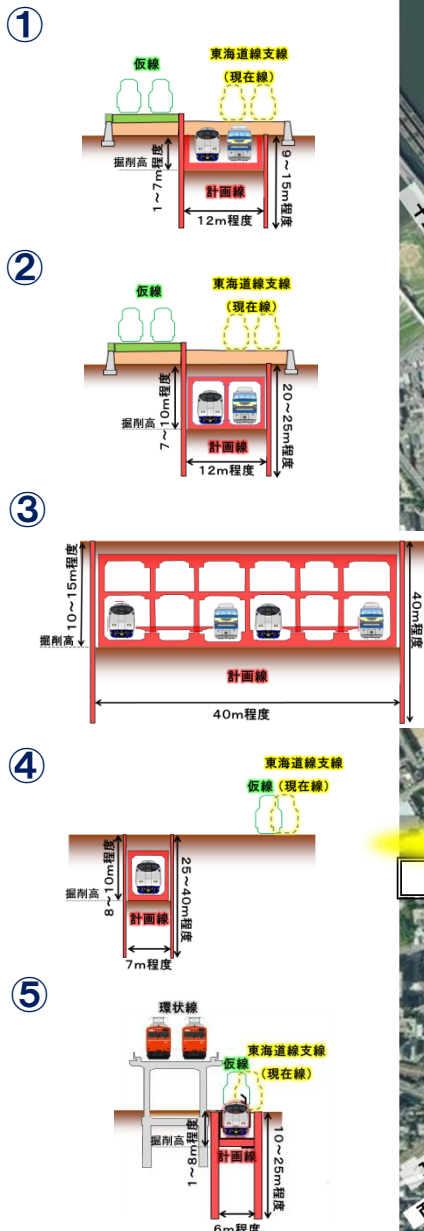 ①
仮線
東海道線支線
(現在線)
掘削高
1～7m程度
計画線
12m程度
9～15m程度
②
仮線
東海道線支線
(現在線)
掘削高
7～10m程度
計画線
12m程度
20～25m程度
③
10～15m程度
掘削高
計画線
40m程度
40m程度
④
東海道線支線
仮線 (現在線)
8～10m程度
掘削高
計画線
7m程度
25～40m程度
⑤
環状線
東海道線支線
仮線 (現在線)
掘削高
1～8m程度
計画線
6m程度
10～25m程度